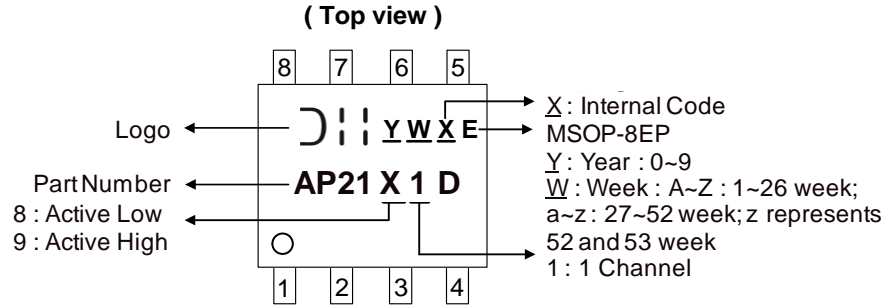 ( Top view )
8 7 6 5
Logo
Y W X E
X : Internal Code
MSOP-8EP
Y : Year : 0~9
W : Week : A~Z : 1~26 week;
a~z : 27~52 week; z represents
52 and 53 week
1 : 1 Channel
Part Number
AP21 X 1 D
8 : Active Low
9 : Active High
1 2 3 4